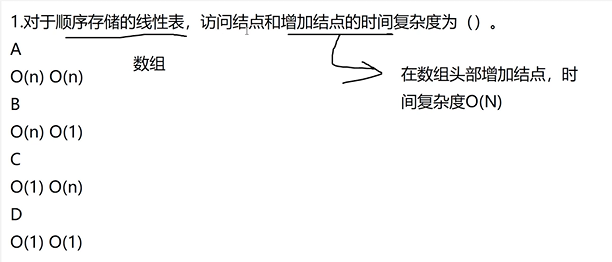 1.对于顺序存储的线性表，访问结点和增加结点的时间复杂度为（）。
A
数组
O(n) O(n)
在数组头部增加结点，时
间复杂度O(N)
B
O(n) O(1)
C
O(1) O(n)
D
O(1) O(1)